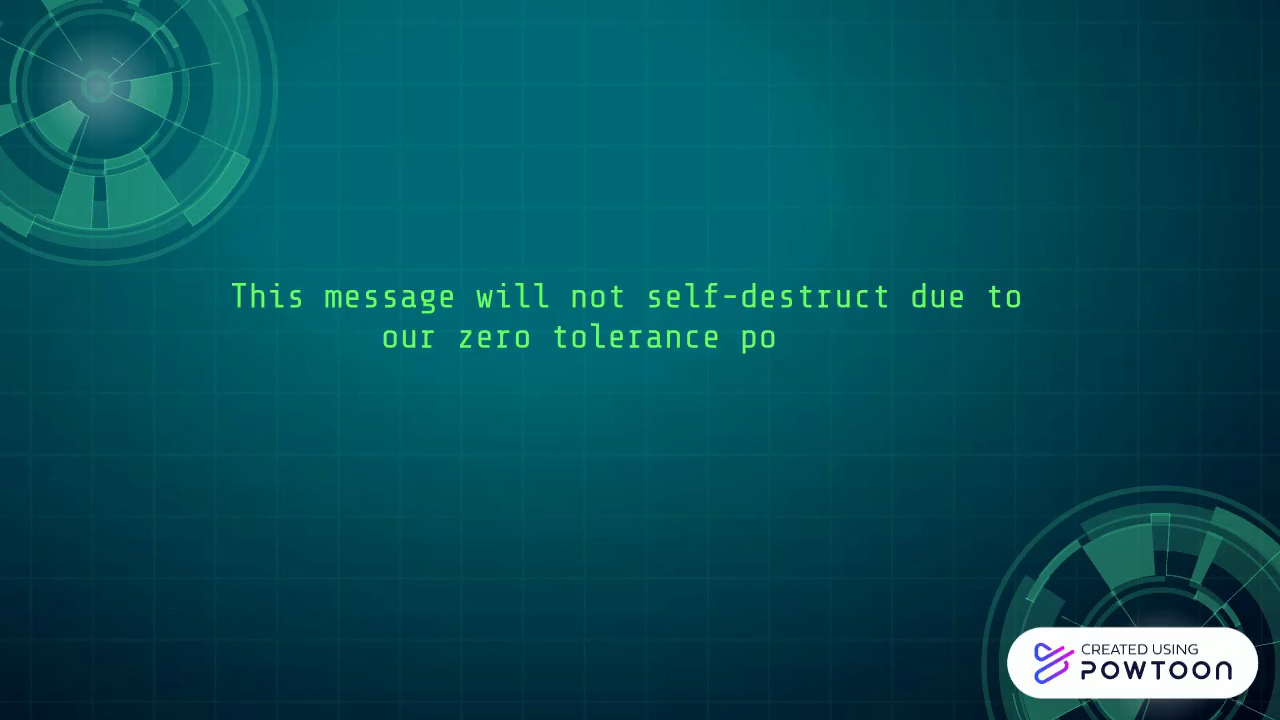 This message will not self-destruct due to
our zero tolerance po
CREATED USING
POWTOON